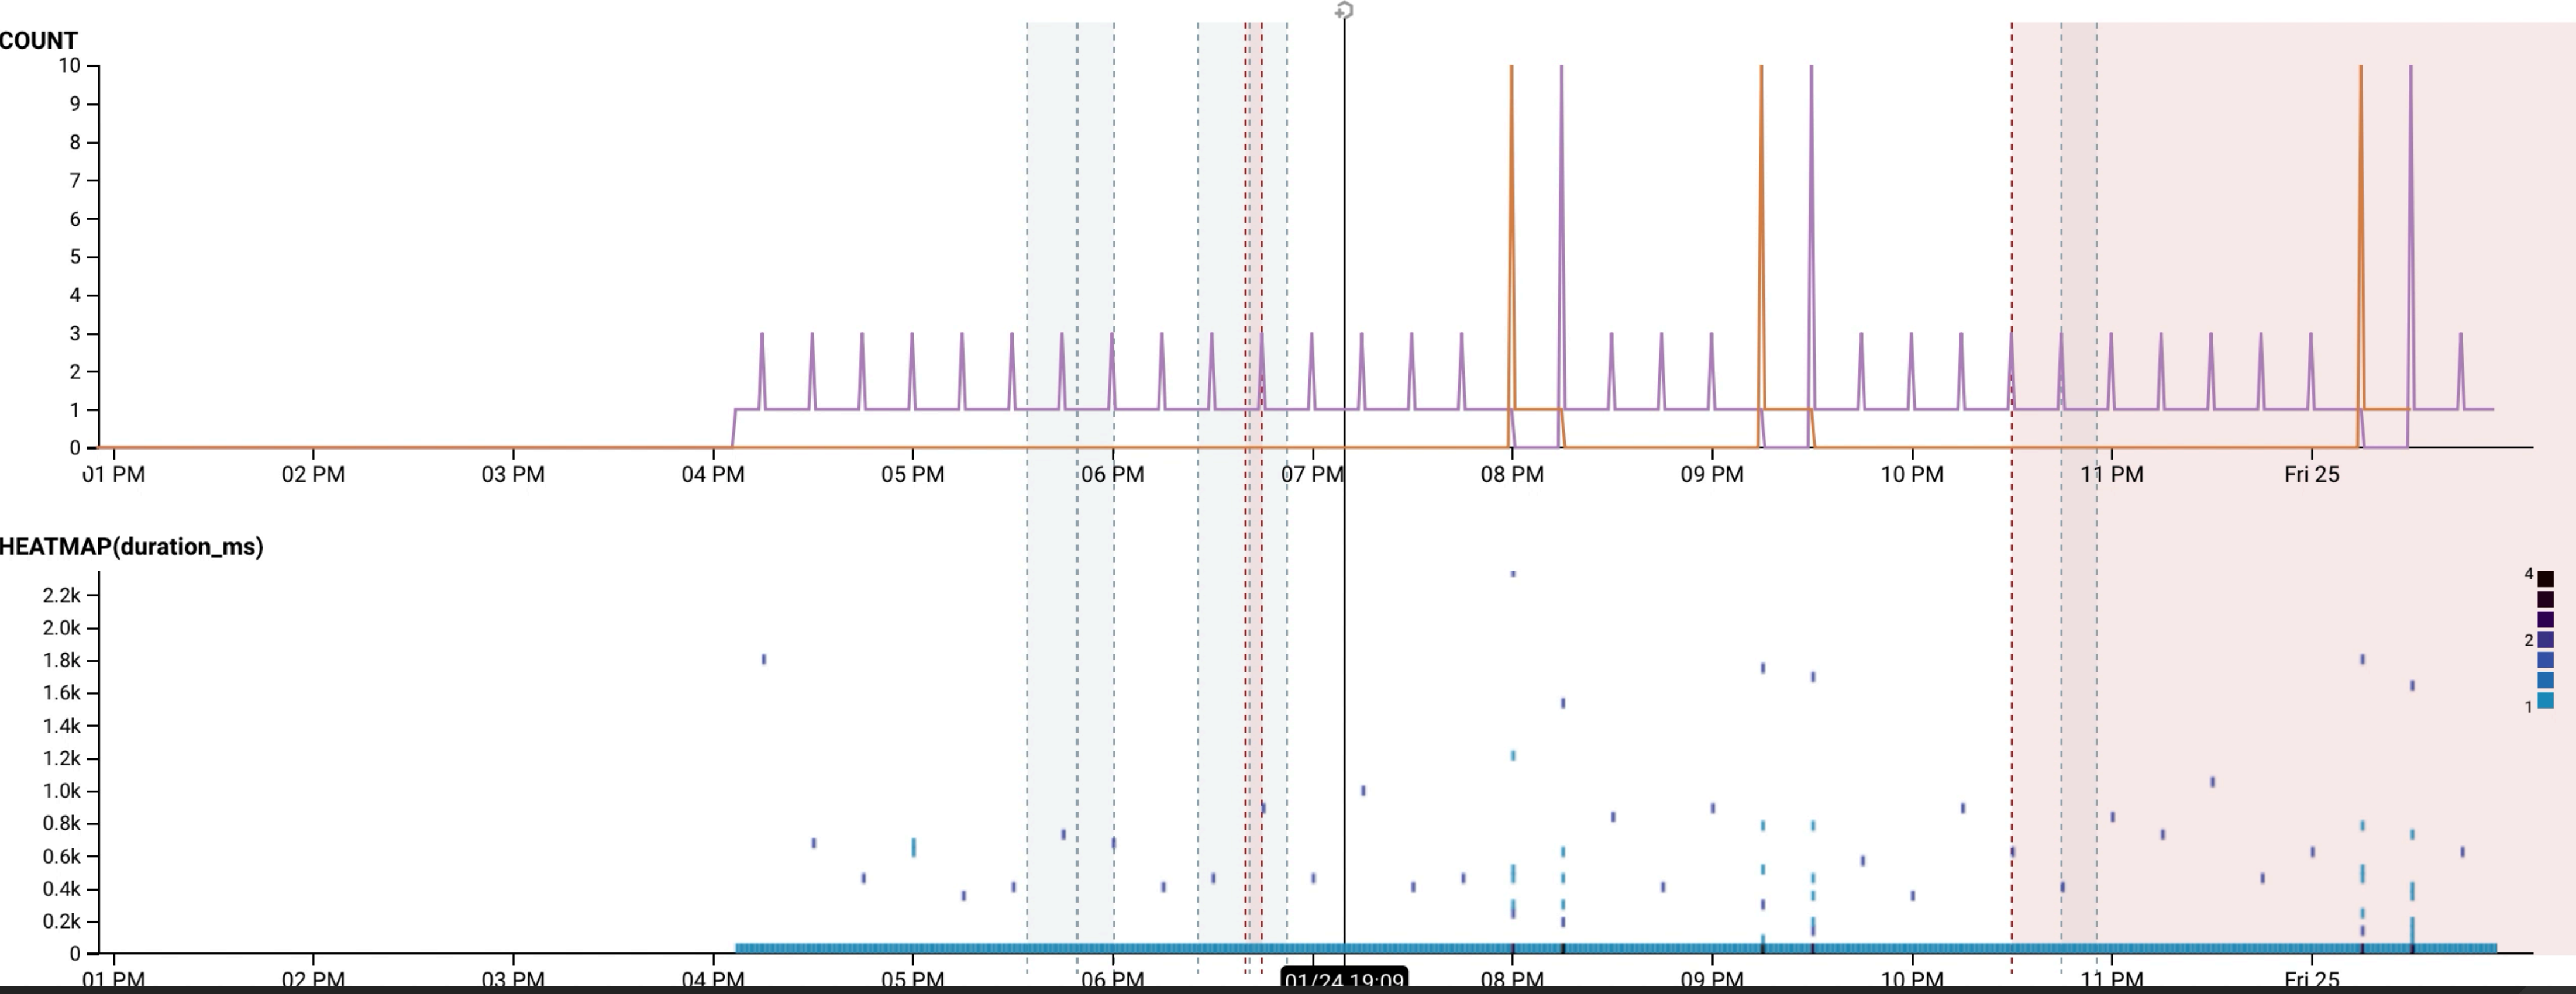 COUNT
10
9
8
7
6
5
4
3
2
1
0
01 PM 02 PM 03 PM 04 PM 05 PM 06 PM 07 PM 08 PM 09 PM 10 PM 11 PM Fri 25
HEATMAP(duration_ms)
2.2k
2.0k
1.8k
1.6k
1.4k
1.2k
1.0k
0.8k
0.6k
0.4k
0.2k
0
4
2
1
01 PM 02 PM 03 PM 04 PM 05 PM 06 PM 01/24 19:09 08 PM 09 PM 10 PM 11 PM Fri 25